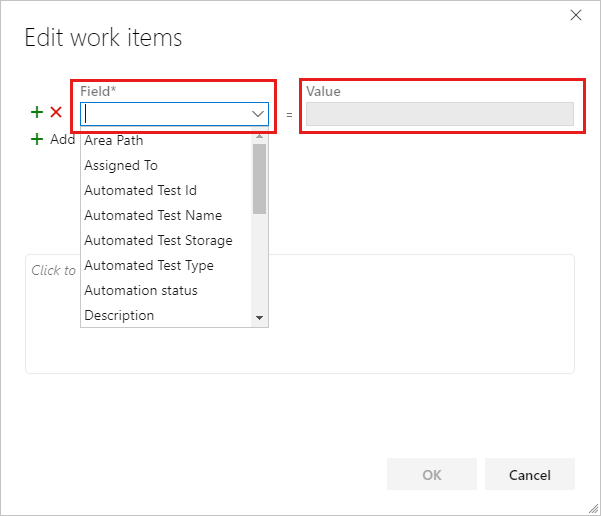 Edit work items
Field* Value
=
Add
Area Path
Assigned To
Automated Test Id
Automated Test Name
Automated Test Storage
Automated Test Type
Click to
Automation status
Description
OK Cancel